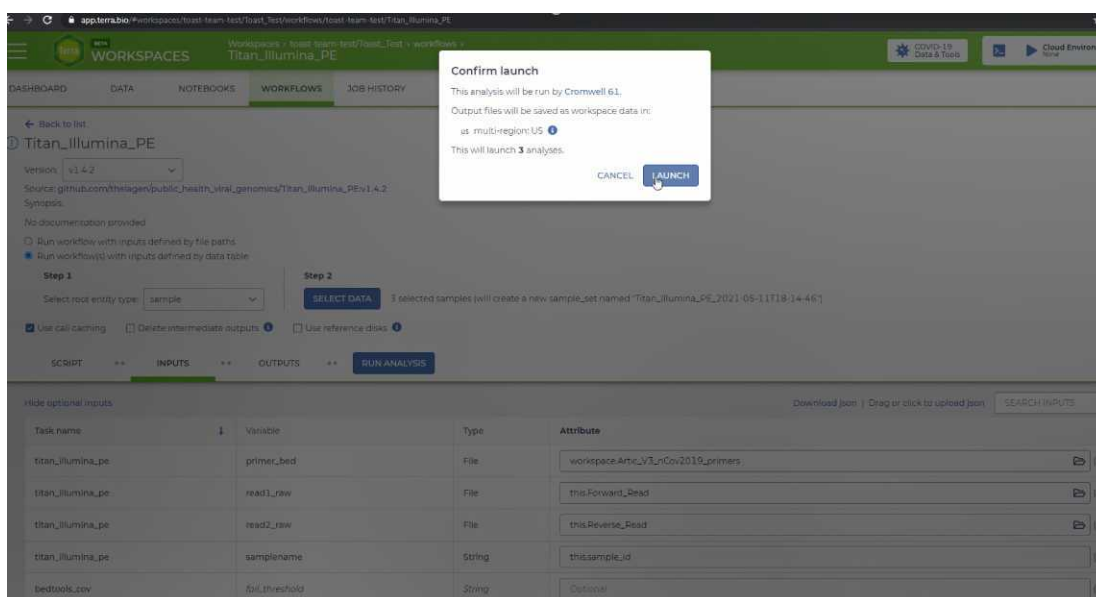 app.terra.bio/#workspaces/toast-team-test/Toast_Test/workflows/toast-team-test/Titan_Illumina_PE
Terra
BETA
WORKSPACES
Workspaces > toast-team-test/Toast_Test > workflows >
Titan_Illumina_PE
COVID-19
Data & Tools
Cloud Environ
None
DASHBOARD DATA NOTEBOOKS WORKFLOWS JOB HISTORY
Confirm launch
This analysis will be run by Cromwell 61.
Output files will be saved as workspace data in:
us multi-region: US
This will launch 3 analyses.
CANCEL LAUNCH
← Back to list
Titan_Illumina_PE
Version: v1.4.2
Source: github.com/theiagen/public_health_viral_genomics/Titan_Illumina_PE:v1.4.2
Synopsis:
No documentation provided
Run workflow with inputs defined by file paths
Run workflow(s) with inputs defined by data table
Step 1
Step 2
Select root entity type: sample
SELECT DATA 3 selected samples (will create a new sample_set named "Titan_Illumina_PE_2021-05-11T18-14-46")
Use call caching Delete intermediate outputs Use reference disks
SCRIPT INPUTS OUTPUTS RUN ANALYSIS
Hide optional inputs
Download json | Drag or click to upload json SEARCH INPUTS
Task name ↓ Variable Type Attribute
titan_illumina_pe primer_bed File workspace.Artic_V3_nCov2019_primers
titan_illumina_pe read1_raw File this.Forward_Read
titan_illumina_pe read2_raw File this.Reverse_Read
titan_illumina_pe samplename String this.sample_id
bedtools_cov fail_threshold String Optional